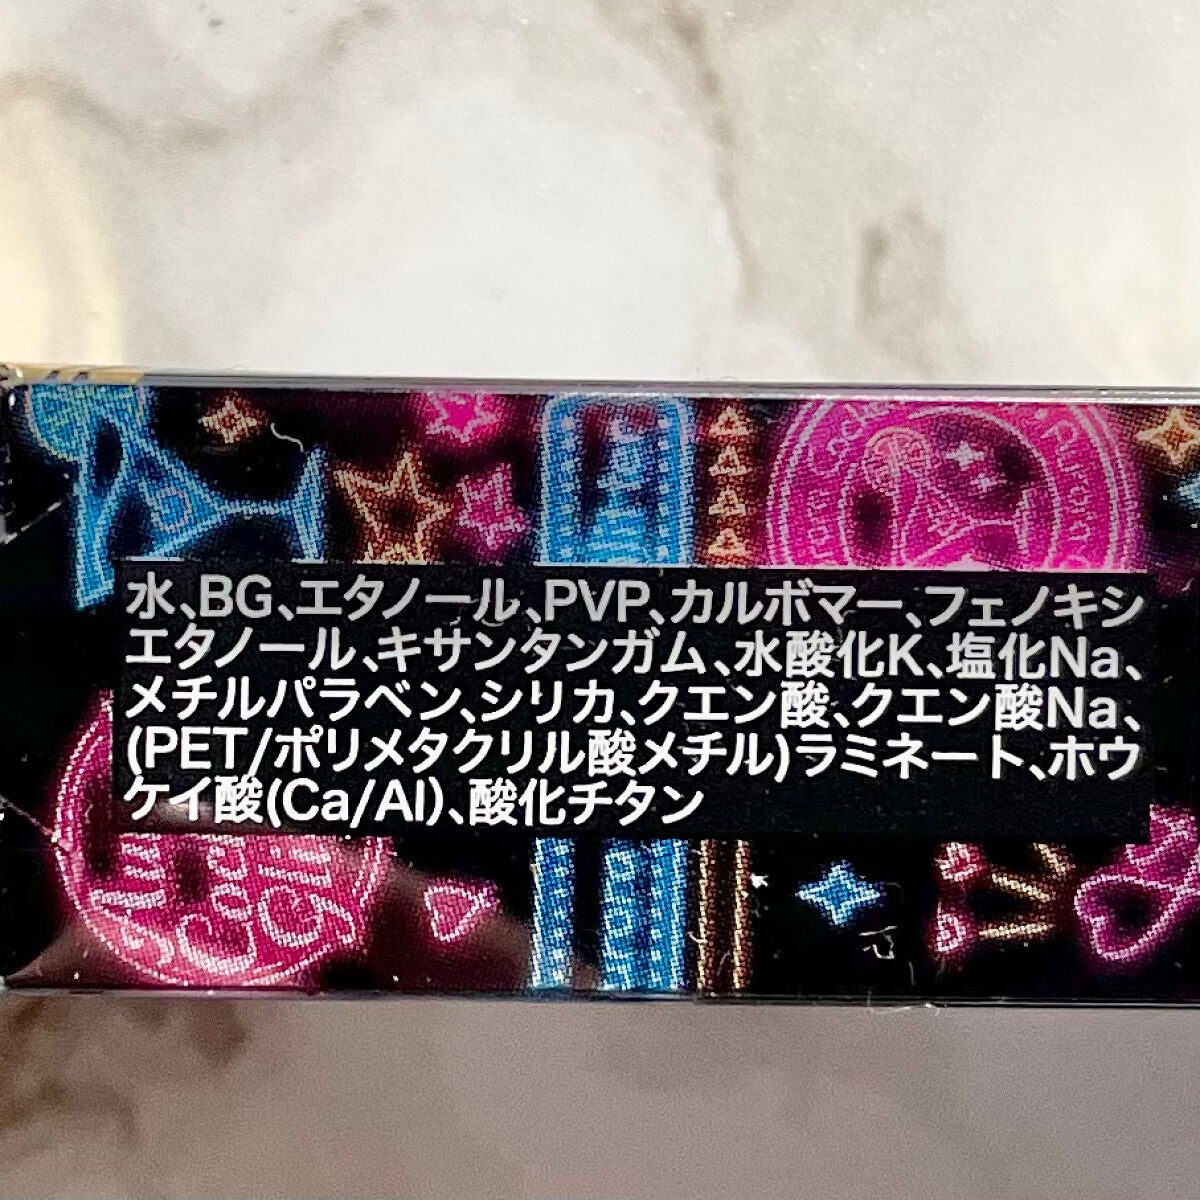 水、BG、エタノール、PVP、カルボマー、フェノキシ
エタノール、キサンタンガム、水酸化K、塩化Na、
メチルパラベン、シリカ、クエン酸、クエン酸Na、
(PET/ポリメタクリル酸メチル)ラミネート、ホウ
ケイ酸(Ca/Al)、酸化チタン